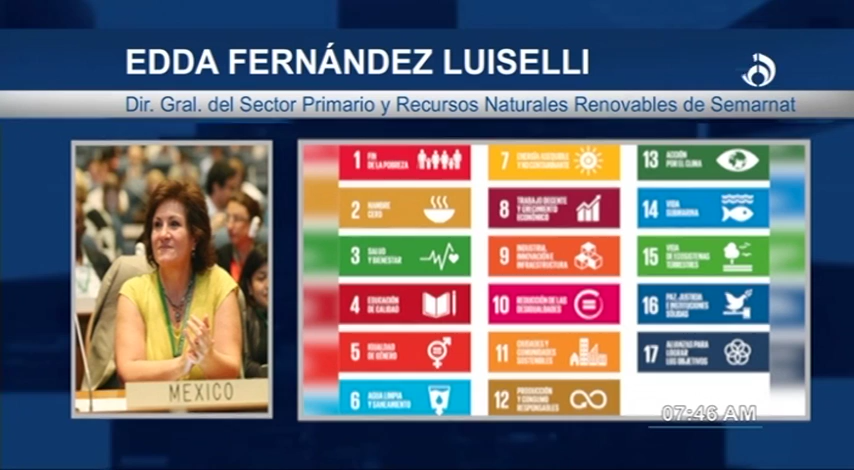 EDDA FERNÁNDEZ LUISELLI
Dir. Gral. del Sector Primario y Recursos Naturales Renovables de Semarnat
MEXICO
1 FIN
DE LA POBREZA
2 HAMBRE
CERO
3 SALUD
Y BIENESTAR
4 EDUCACIÓN
DE CALIDAD
5 IGUALDAD
DE GÉNERO
6 AGUA LIMPIA
Y SANEAMIENTO
7 ENERGÍA ASEQUIBLE
Y NO CONTAMINANTE
8 TRABAJO DECENTE
Y CRECIMIENTO
ECONÓMICO
9 INDUSTRIA,
INNOVACIÓN E
INFRAESTRUCTURA
10 REDUCCIÓN DE LAS
DESIGUALDADES
11 CIUDADES Y
COMUNIDADES
SOSTENIBLES
12 PRODUCCIÓN
Y CONSUMO
RESPONSABLES
13 ACCIÓN
POR EL CLIMA
14 VIDA
SUBMARINA
15 VIDA
DE ECOSISTEMAS
TERRESTRES
16 PAZ, JUSTICIA
E INSTITUCIONES
SÓLIDAS
17 ALIANZAS PARA
LOGRAR
LOS OBJETIVOS
07:46 AM